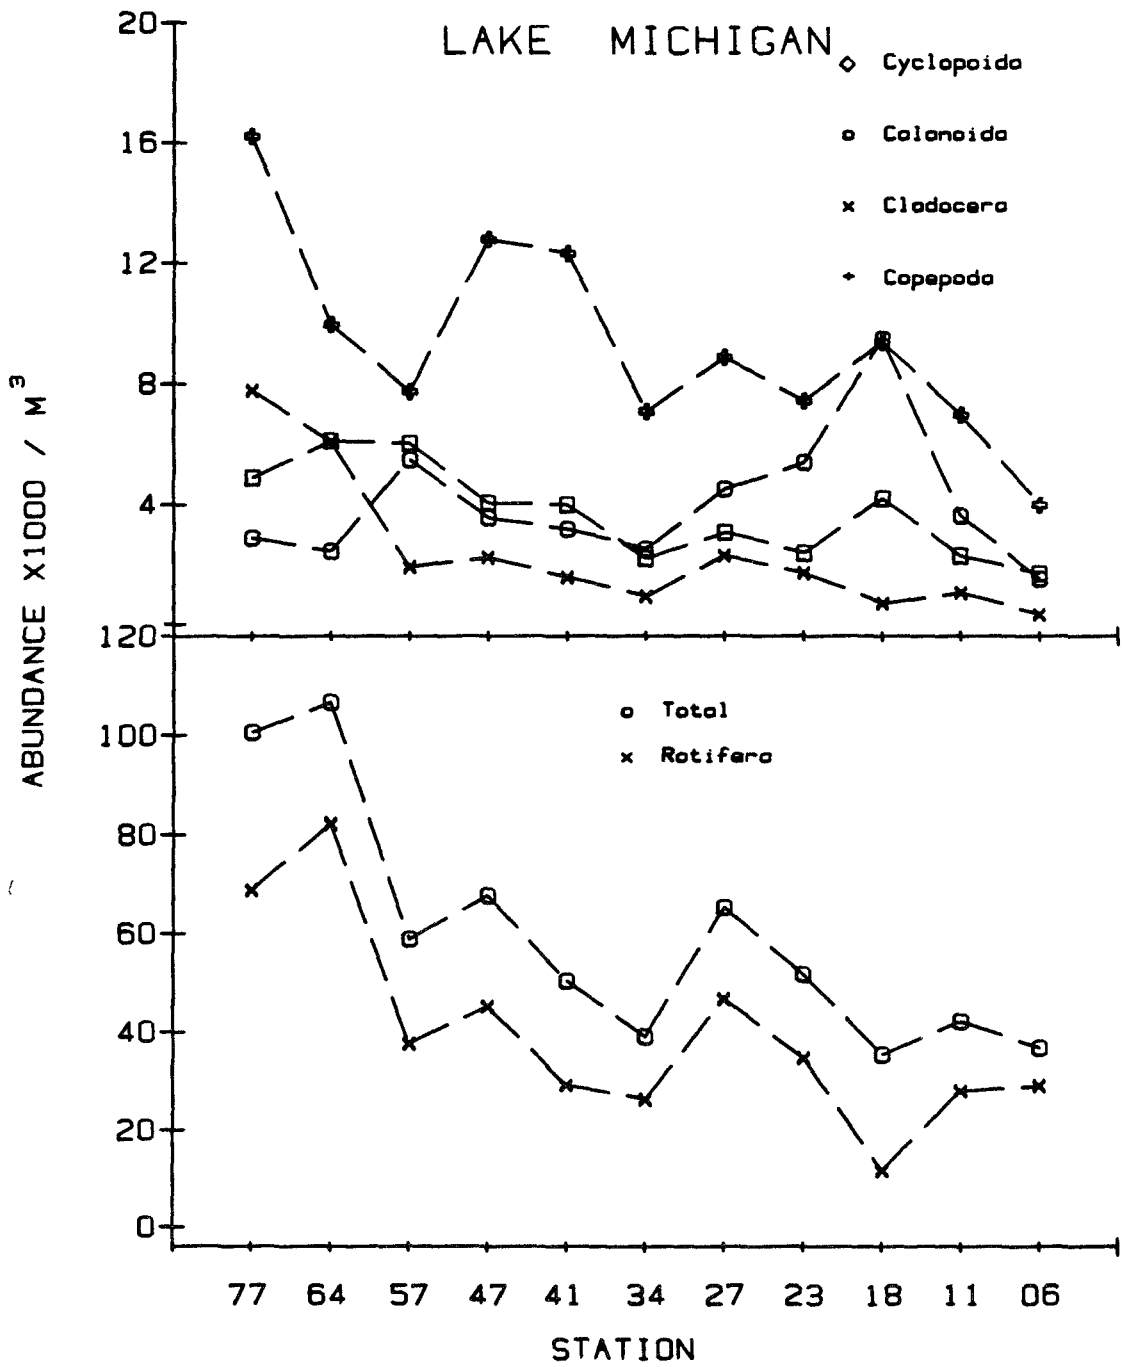 LAKE MICHIGAN
Cyclopoida
Calanoida
Cladocera
Copepoda
20
16
12
8
4
ABUNDANCE X1000 / M³
120
100
80
60
40
20
0
Total
Rotifera
77 64 57 47 41 34 27 23 18 11 06
STATION